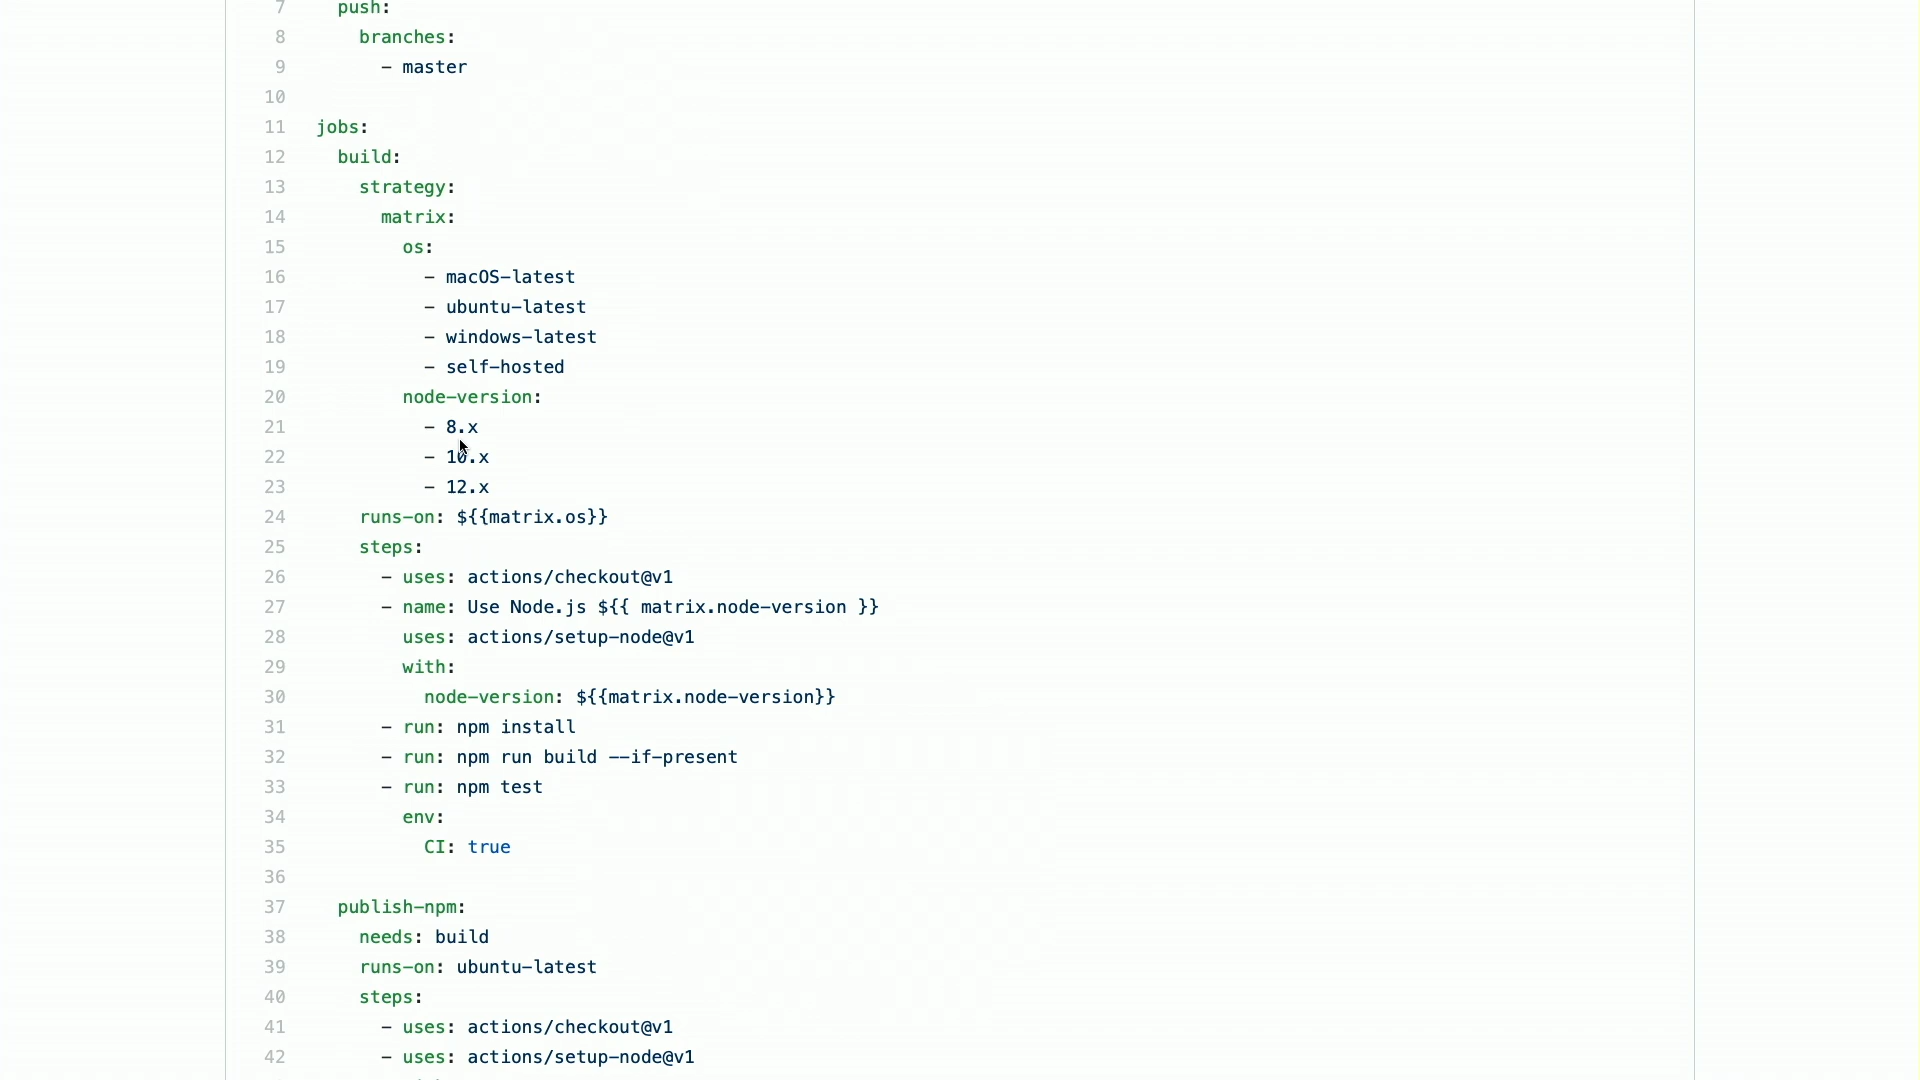 7 push:
8 branches:
9 - master
10
11 jobs:
12 build:
13 strategy:
14 matrix:
15 os:
16 - macOS-latest
17 - ubuntu-latest
18 - windows-latest
19 - self-hosted
20 node-version:
21 - 8.x
22 - 10.x
23 - 12.x
24 runs-on: ${{matrix.os}}
25 steps:
26 - uses: actions/checkout@v1
27 - name: Use Node.js ${{ matrix.node-version }}
28 uses: actions/setup-node@v1
29 with:
30 node-version: ${{matrix.node-version}}
31 - run: npm install
32 - run: npm run build --if-present
33 - run: npm test
34 env:
35 CI: true
36
37 publish-npm:
38 needs: build
39 runs-on: ubuntu-latest
40 steps:
41 - uses: actions/checkout@v1
42 - uses: actions/setup-node@v1